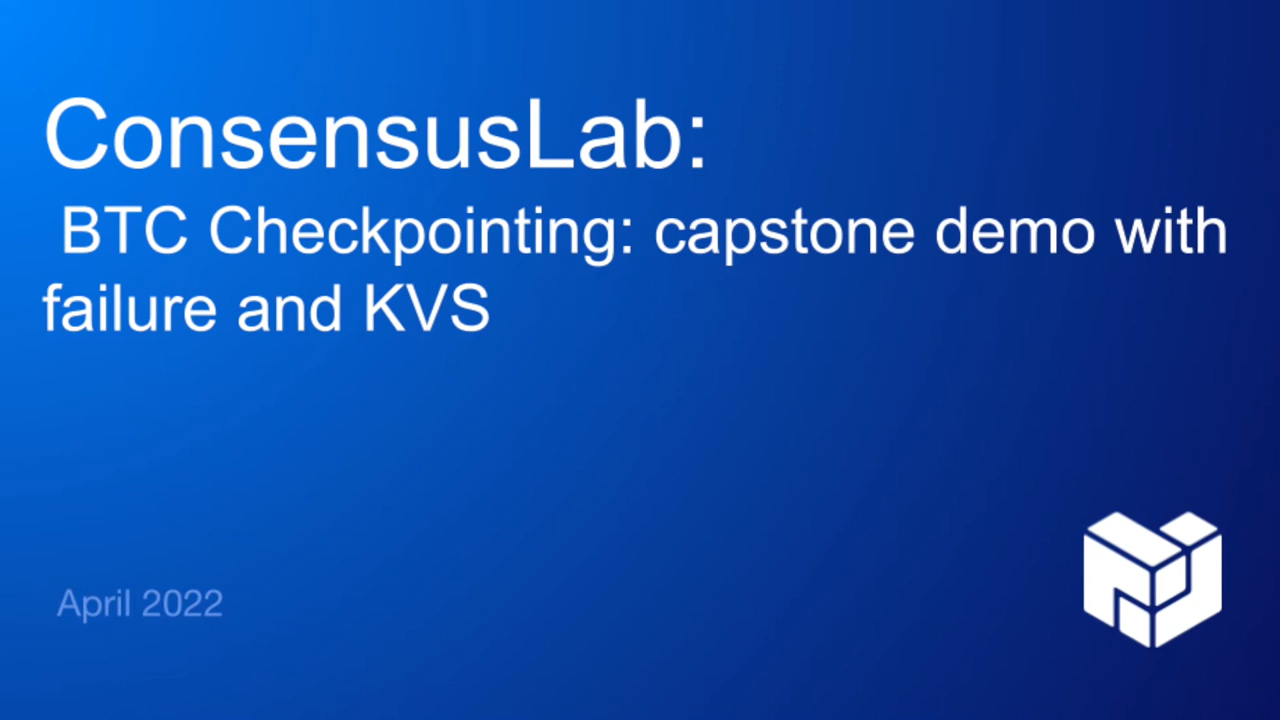 ConsensusLab:
BTC Checkpointing: capstone demo with
failure and KVS
April 2022